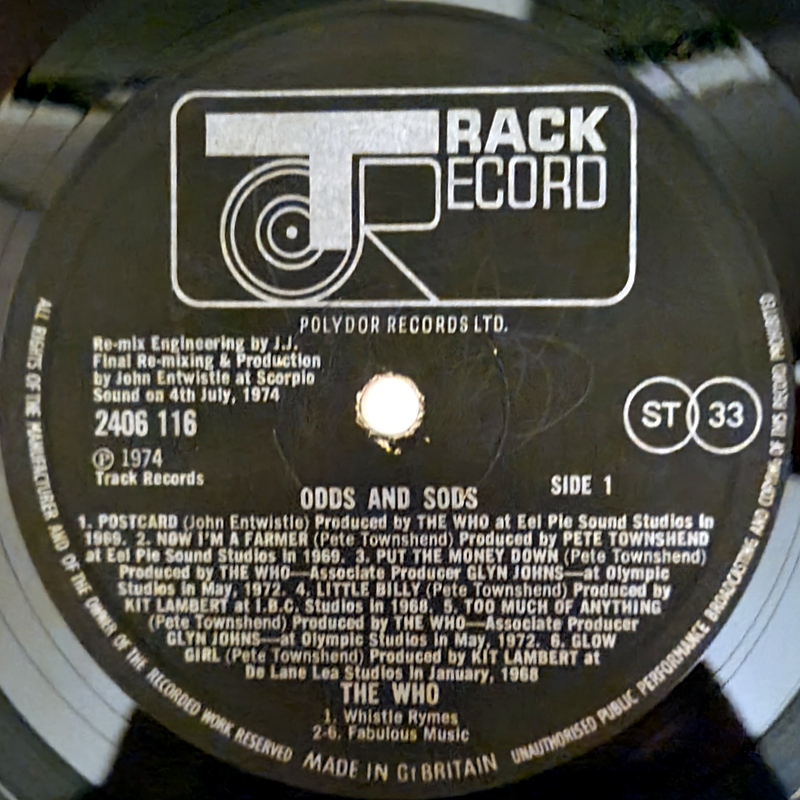 TRACK
RECORD
POLYDOR RECORDS LTD.
Re-mix Engineering by J.J.
Final Re-mixing & Production
by John Entwistle at Scorpio
Sound on 4th July, 1974
2406 116
℗ 1974
Track Records
ST 33
SIDE 1
ODDS AND SODS
1. POSTCARD (John Entwistle) Produced by THE WHO at Eel Pie Sound Studios in
1969. 2. NOW I'M A FARMER (Pete Townshend) Produced by PETE TOWNSHEND
at Eel Pie Sound Studios in 1969. 3. PUT THE MONEY DOWN (Pete Townshend)
Produced by THE WHO—Associate Producer GLYN JOHNS—at Olympic
Studios in May, 1972. 4. LITTLE BILLY (Pete Townshend) Produced by
KIT LAMBERT at I.B.C. Studios in 1968. 5. TOO MUCH OF ANYTHING
(Pete Townshend) Produced by THE WHO—Associate Producer
GLYN JOHNS—at Olympic Studios in May, 1972. 6. GLOW
GIRL (Pete Townshend) Produced by KIT LAMBERT at
De Lane Lea Studios in January, 1968
THE WHO
1. Whistle Rymes
2-6. Fabulous Music
ALL RIGHTS OF THE MANUFACTURER AND OF THE OWNER OF THE RECORDED WORK RESERVED
MADE IN Gt BRITAIN
UNAUTHORISED PUBLIC PERFORMANCE BROADCASTING AND COPYING OF THIS RECORD PROHIBITED